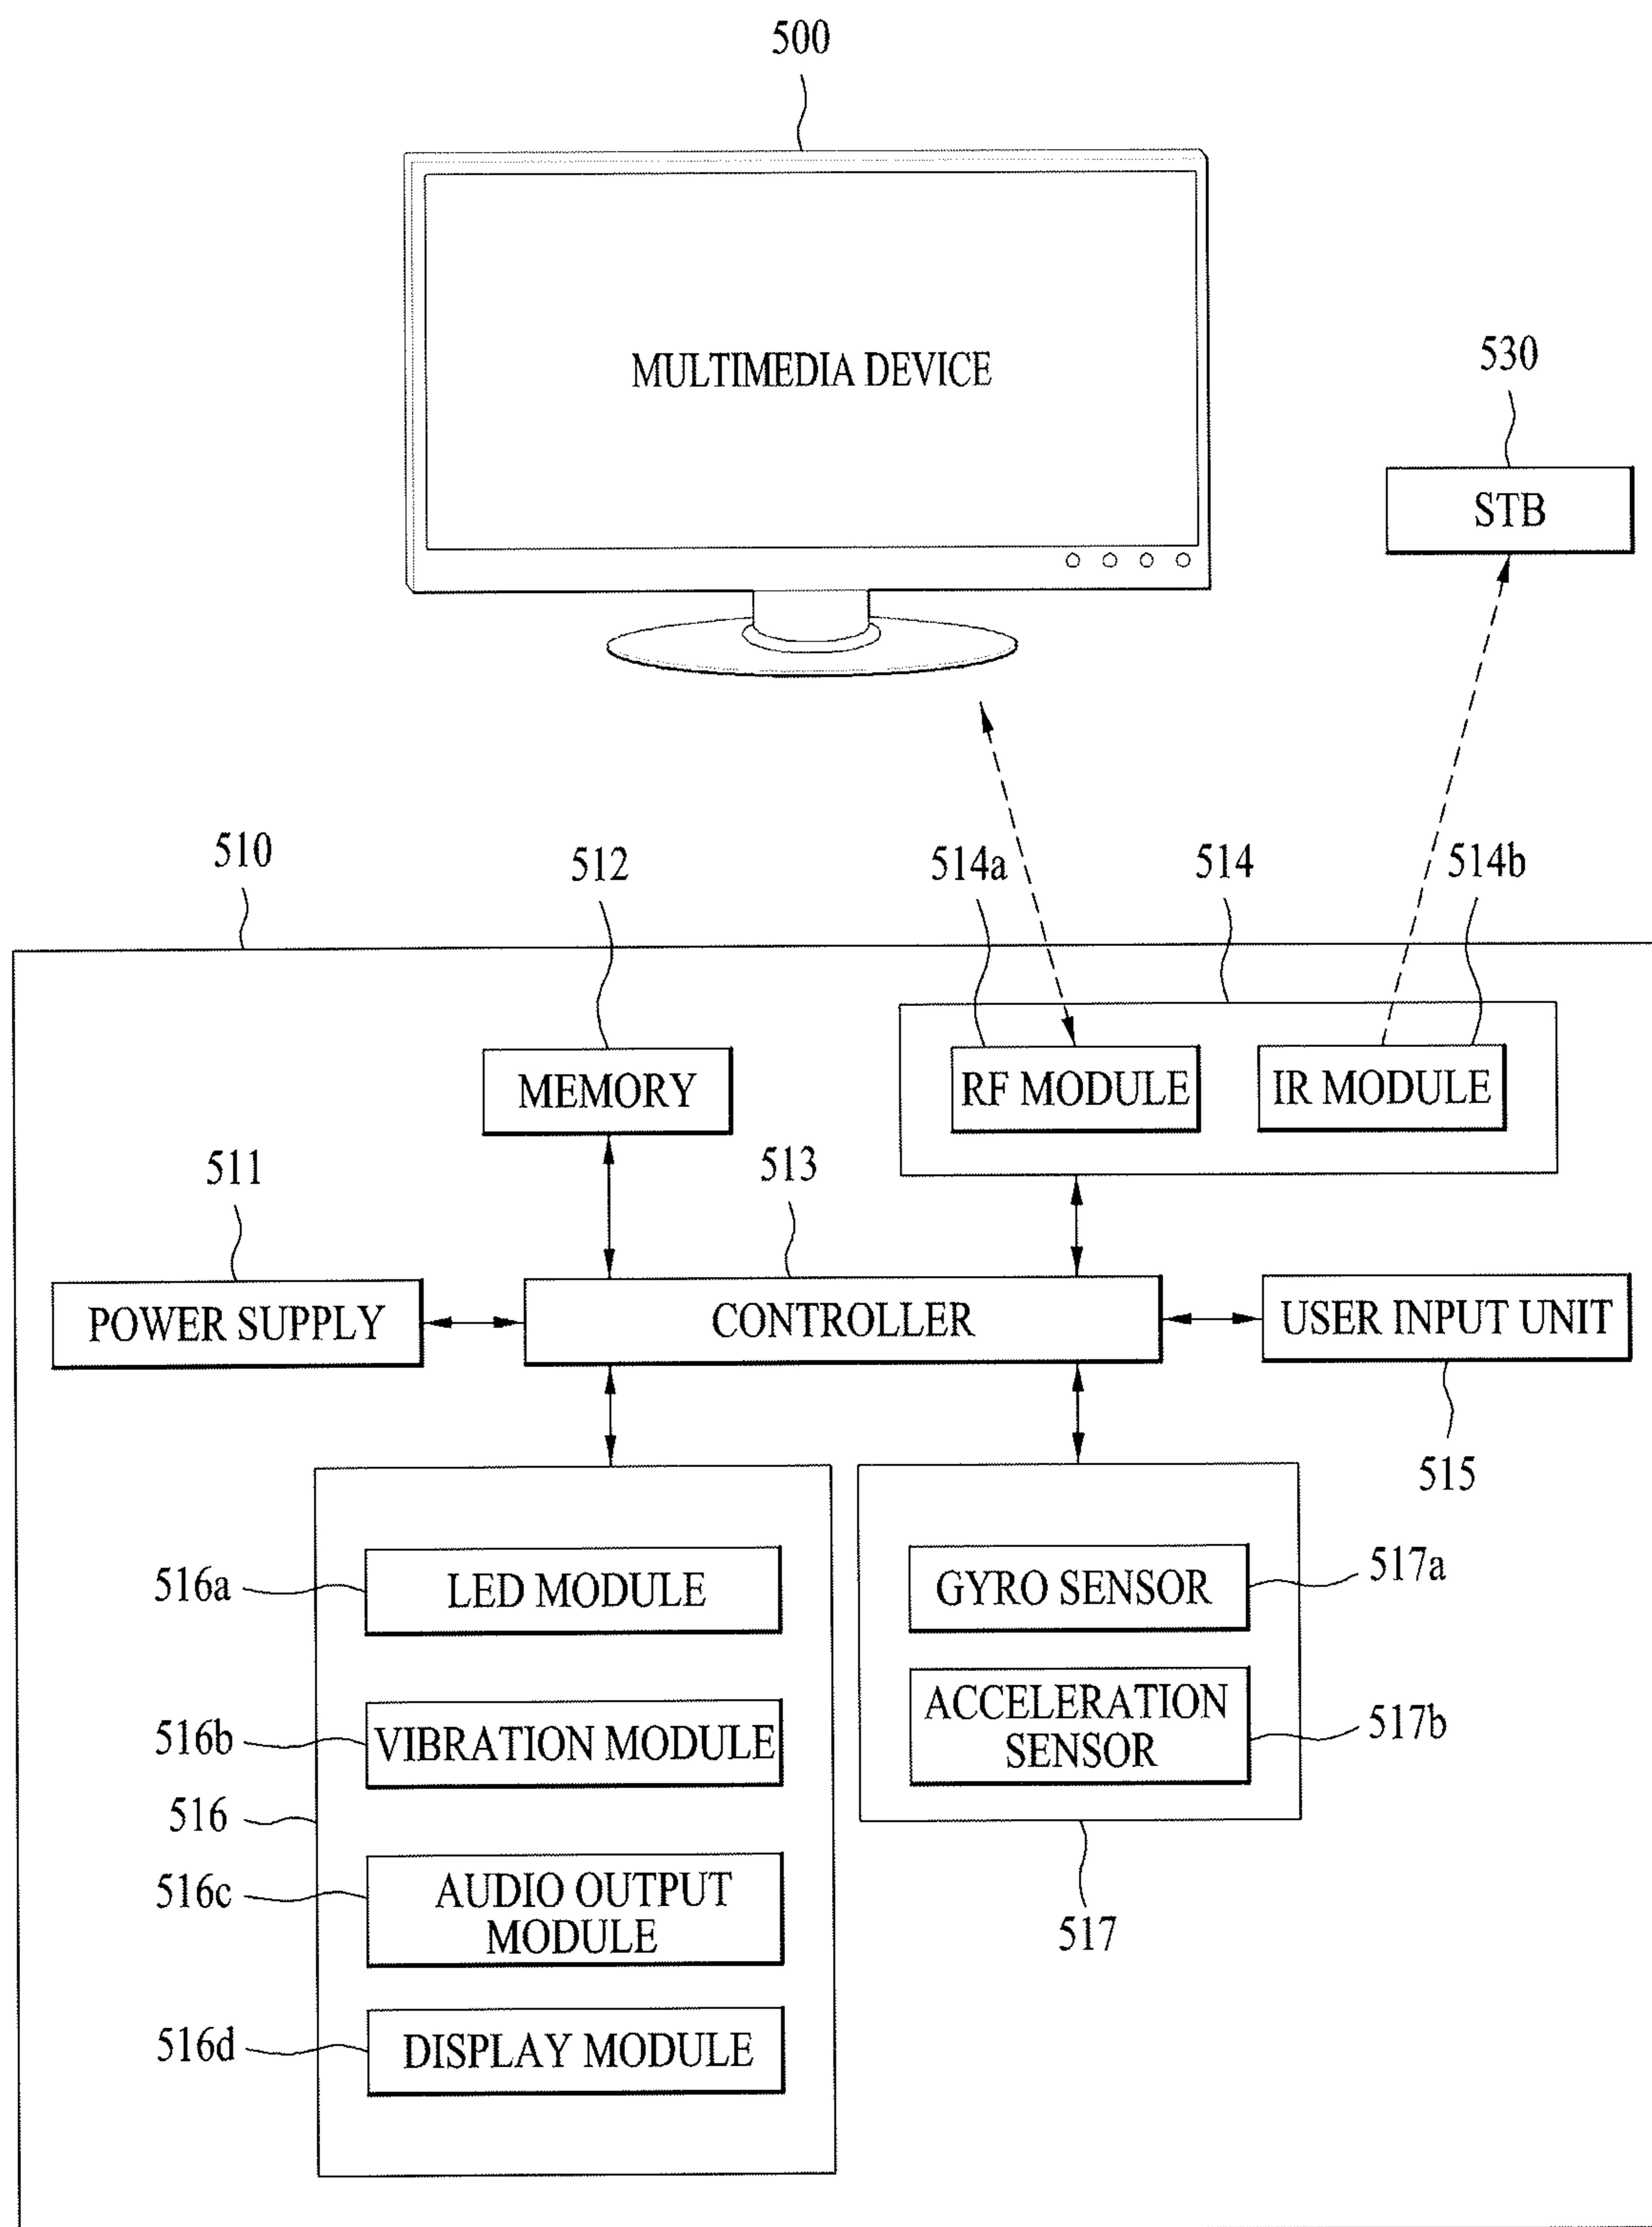 500
MULTIMEDIA DEVICE
530
STB
510
512
514a
514
514b
MEMORY
RF MODULE
IR MODULE
511
513
POWER SUPPLY
CONTROLLER
USER INPUT UNIT
515
516a
LED MODULE
GYRO SENSOR
517a
516b
VIBRATION MODULE
ACCELERATION
SENSOR
517b
516
516c
AUDIO OUTPUT
MODULE
517
516d
DISPLAY MODULE